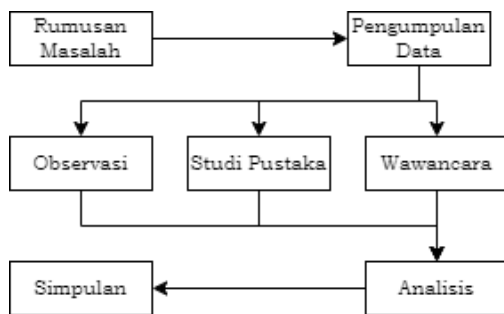 Rumusan
Masalah
Pengumpulan
Data
Observasi
Studi Pustaka
Wawancara
Simpulan
Analisis